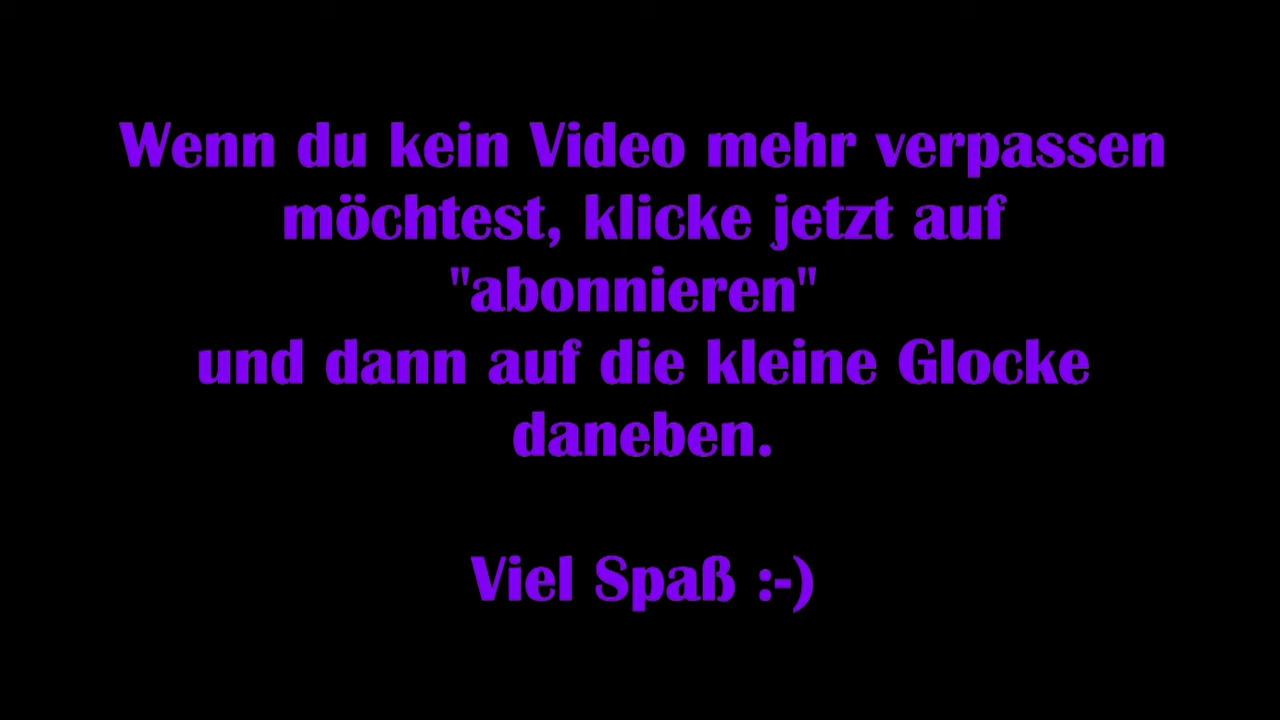 Wenn du kein Video mehr verpassen
möchtest, klicke jetzt auf
"abonnieren"
und dann auf die kleine Glocke
daneben.
Viel Spaß :-)